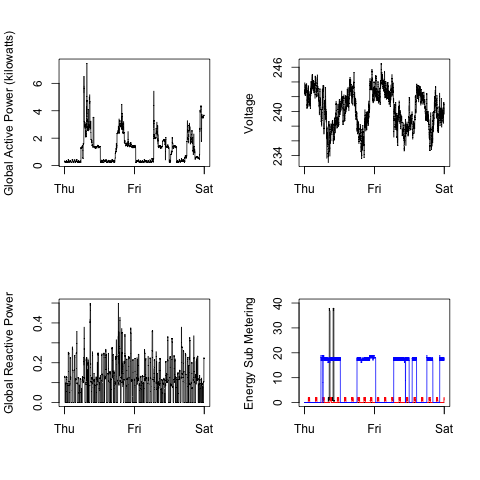 Global Active Power (kilowatts)
0 2 4 6
Thu Fri Sat
Voltage
234 240 246
Thu Fri Sat
Global Reactive Power
0.0 0.2 0.4
Thu Fri Sat
Energy Sub Metering
0 10 20 30 40
Thu Fri Sat